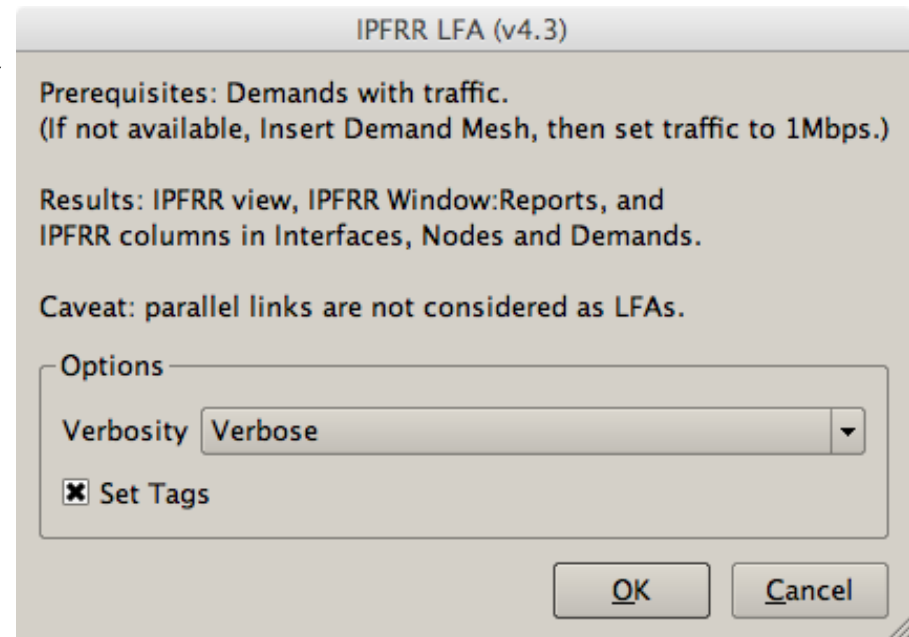 IPFRR LFA (v4.3)
Prerequisites: Demands with traffic.
(If not available, Insert Demand Mesh, then set traffic to 1Mbps.)
Results: IPFRR view, IPFRR Window:Reports, and
IPFRR columns in Interfaces, Nodes and Demands.
Caveat: parallel links are not considered as LFAs.
Options
Verbosity Verbose
Set Tags
OK Cancel